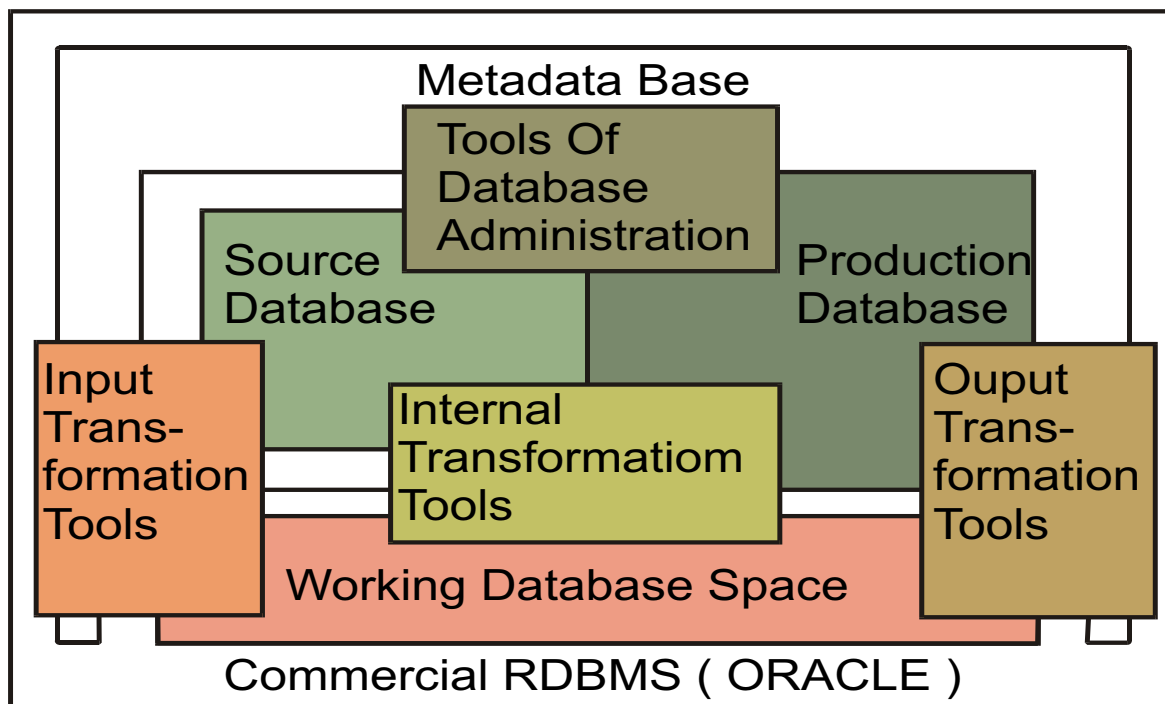 Metadata Base
Tools Of
Database
Administration
Source
Database
Production
Database
Input
Trans-
formation
Tools
Internal
Transformatiom
Tools
Ouput
Trans-
formation
Tools
Working Database Space
Commercial RDBMS ( ORACLE )